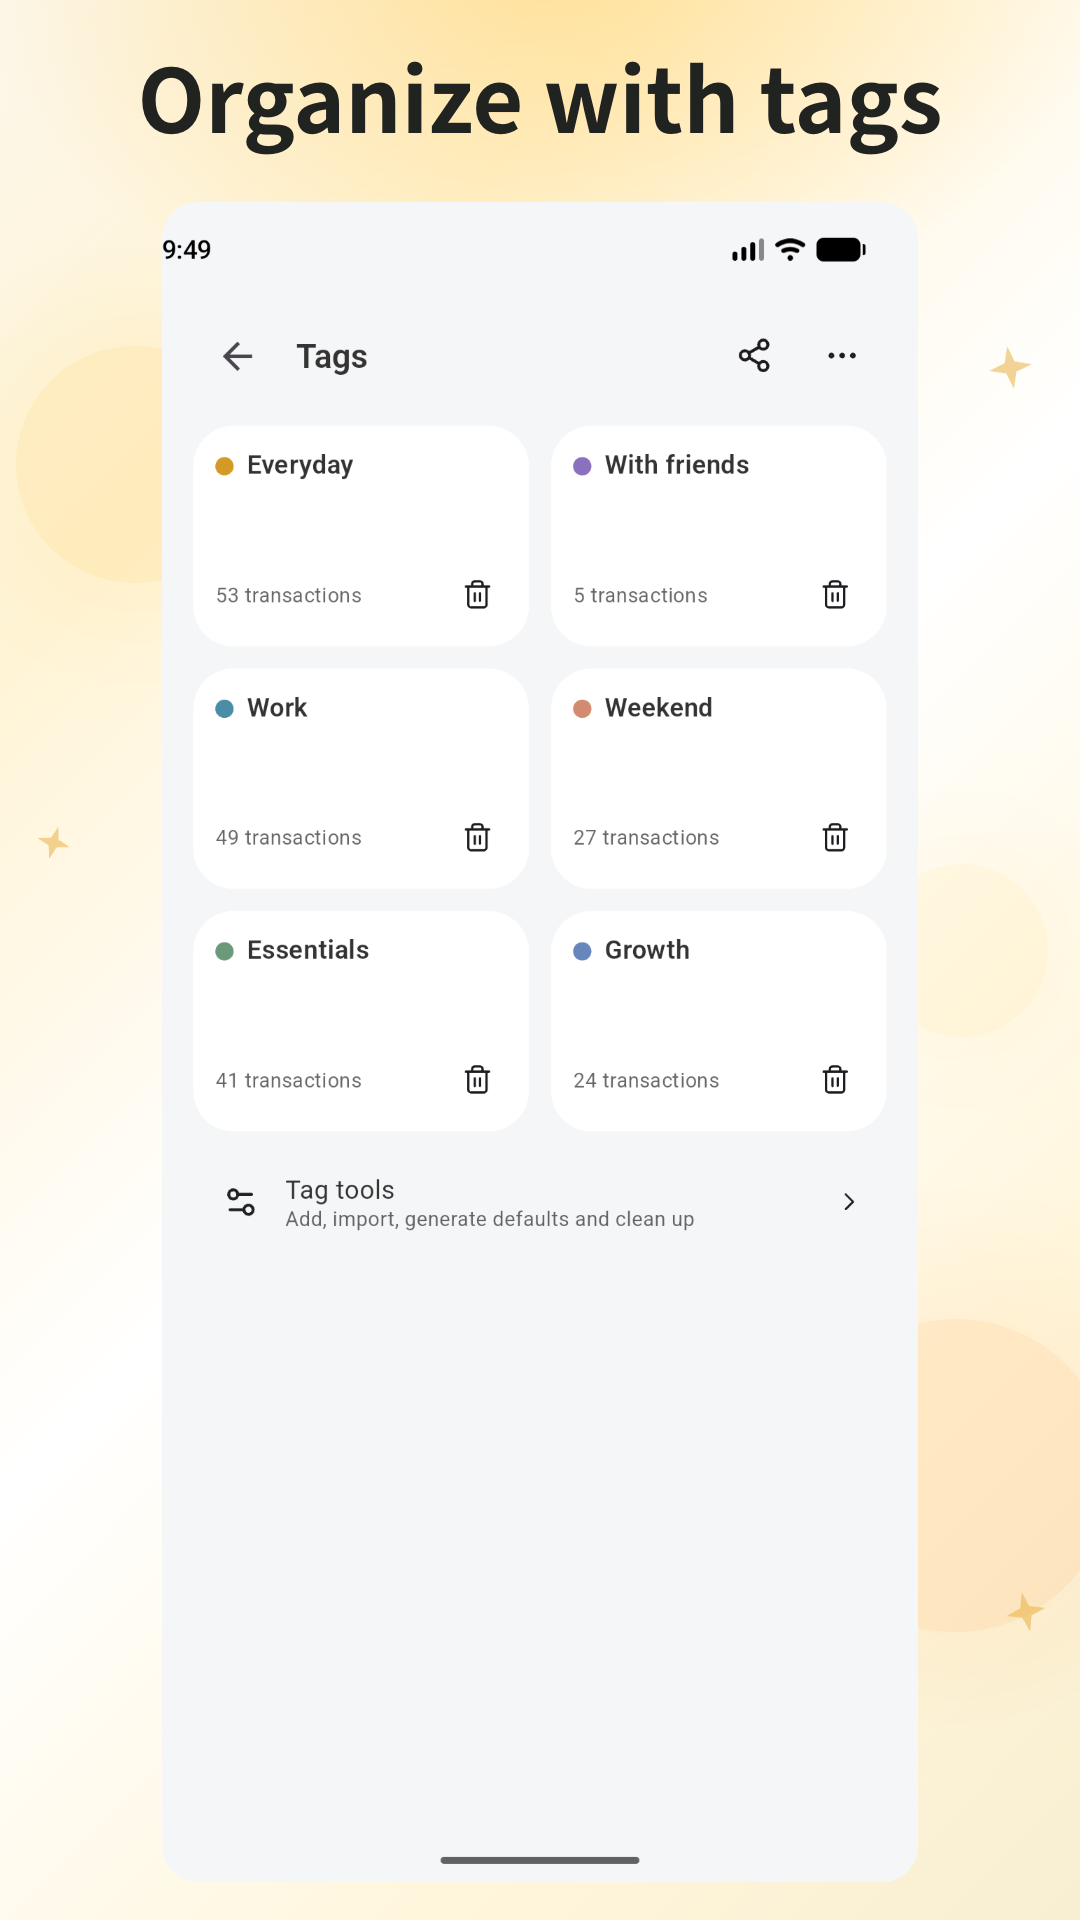 Organize with tags
9:49
Tags
Everyday
With friends
53 transactions
5 transactions
Work
Weekend
49 transactions
27 transactions
Essentials
Growth
41 transactions
24 transactions
Tag tools
Add, import, generate defaults and clean up